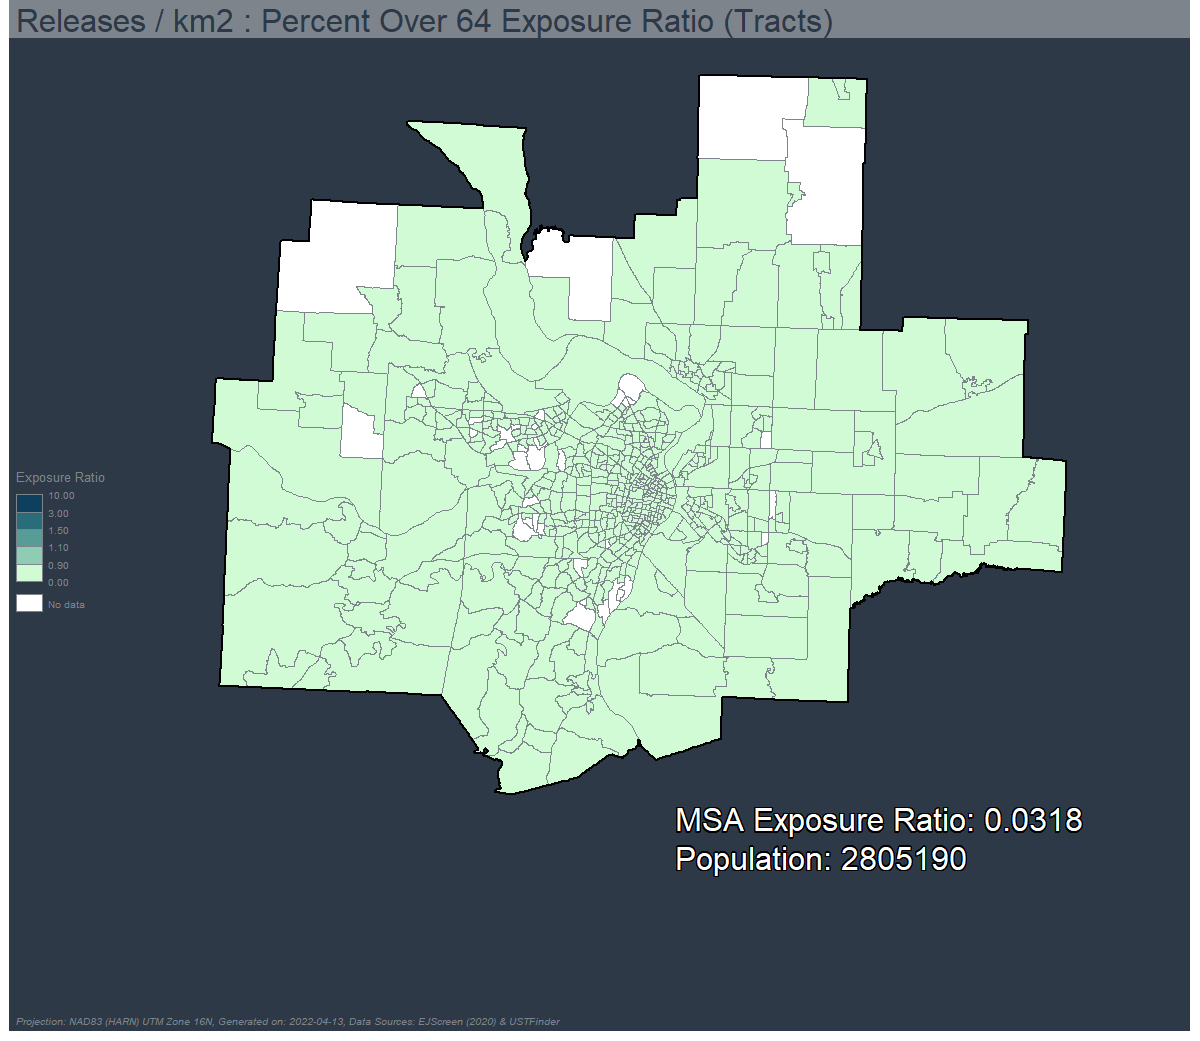 Releases / km2 : Percent Over 64 Exposure Ratio (Tracts)
Exposure Ratio
10.00
3.00
1.50
1.10
0.90
0.00
No data
MSA Exposure Ratio: 0.0318
Population: 2805190
Projection: NAD83 (HARN) UTM Zone 16N, Generated on: 2022-04-13, Data Sources: EJScreen (2020) & USTFinder